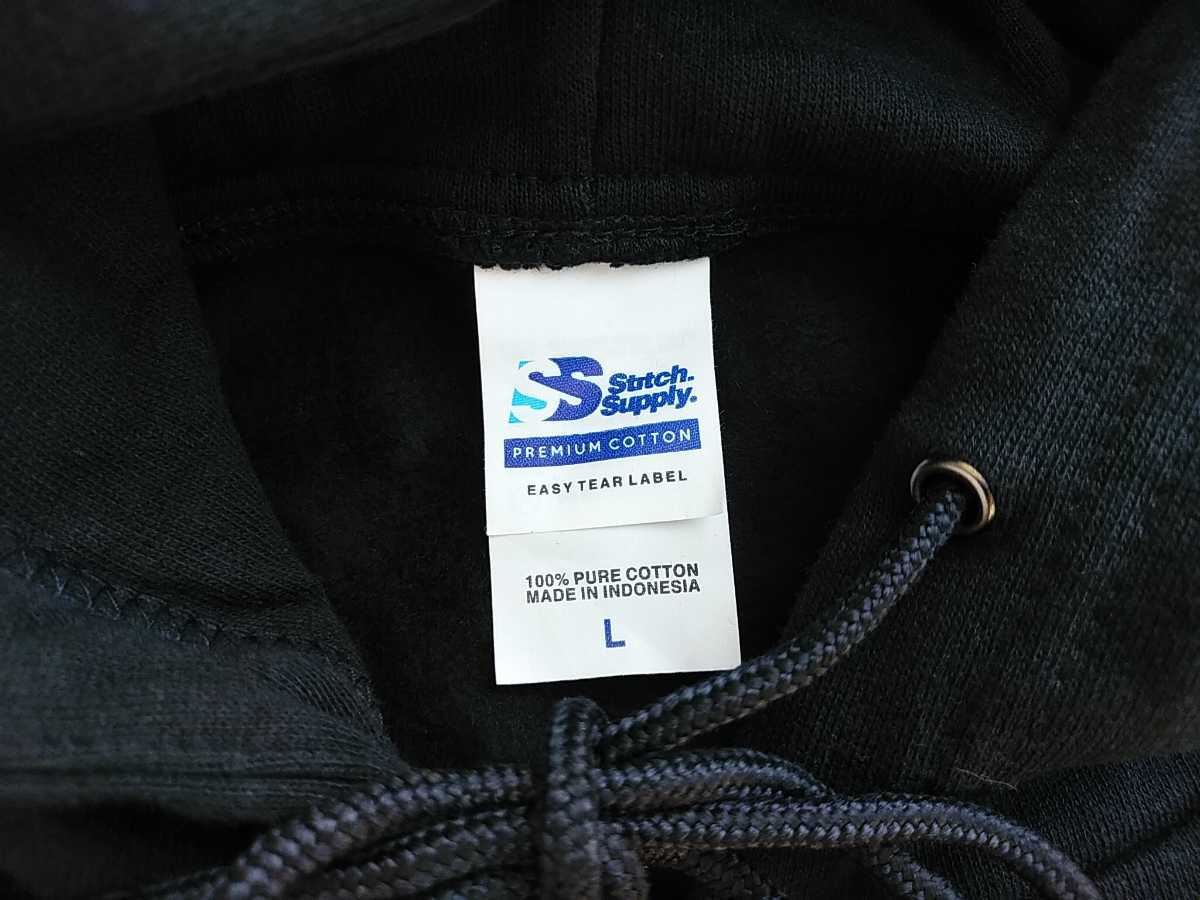 SS Stitch.
Supply.
PREMIUM COTTON
EASY TEAR LABEL
100% PURE COTTON
MADE IN INDONESIA
L